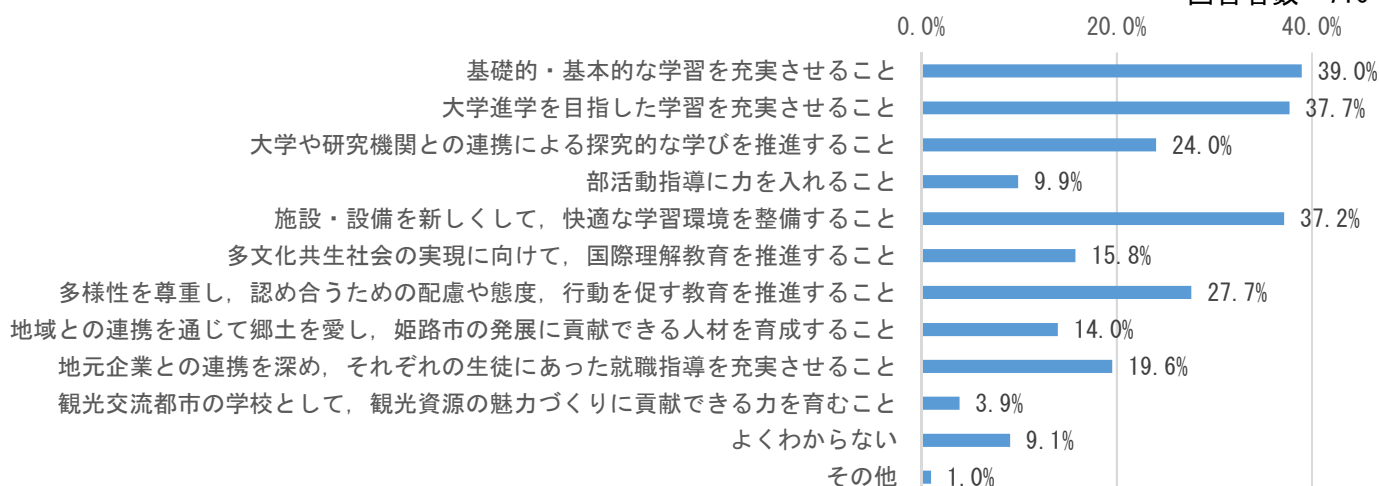 0.0% 20.0% 40.0%
基礎的・基本的な学習を充実させること 39.0%
大学進学を目指した学習を充実させること 37.7%
大学や研究機関との連携による探究的な学びを推進すること 24.0%
部活動指導に力を入れること 9.9%
施設・設備を新しくして，快適な学習環境を整備すること 37.2%
多文化共生社会の実現に向けて，国際理解教育を推進すること 15.8%
多様性を尊重し，認め合うための配慮や態度，行動を促す教育を推進すること 27.7%
地域との連携を通じて郷土を愛し，姫路市の発展に貢献できる人材を育成すること 14.0%
地元企業との連携を深め，それぞれの生徒にあった就職指導を充実させること 19.6%
観光交流都市の学校として，観光資源の魅力づくりに貢献できる力を育むこと 3.9%
よくわからない 9.1%
その他 1.0%